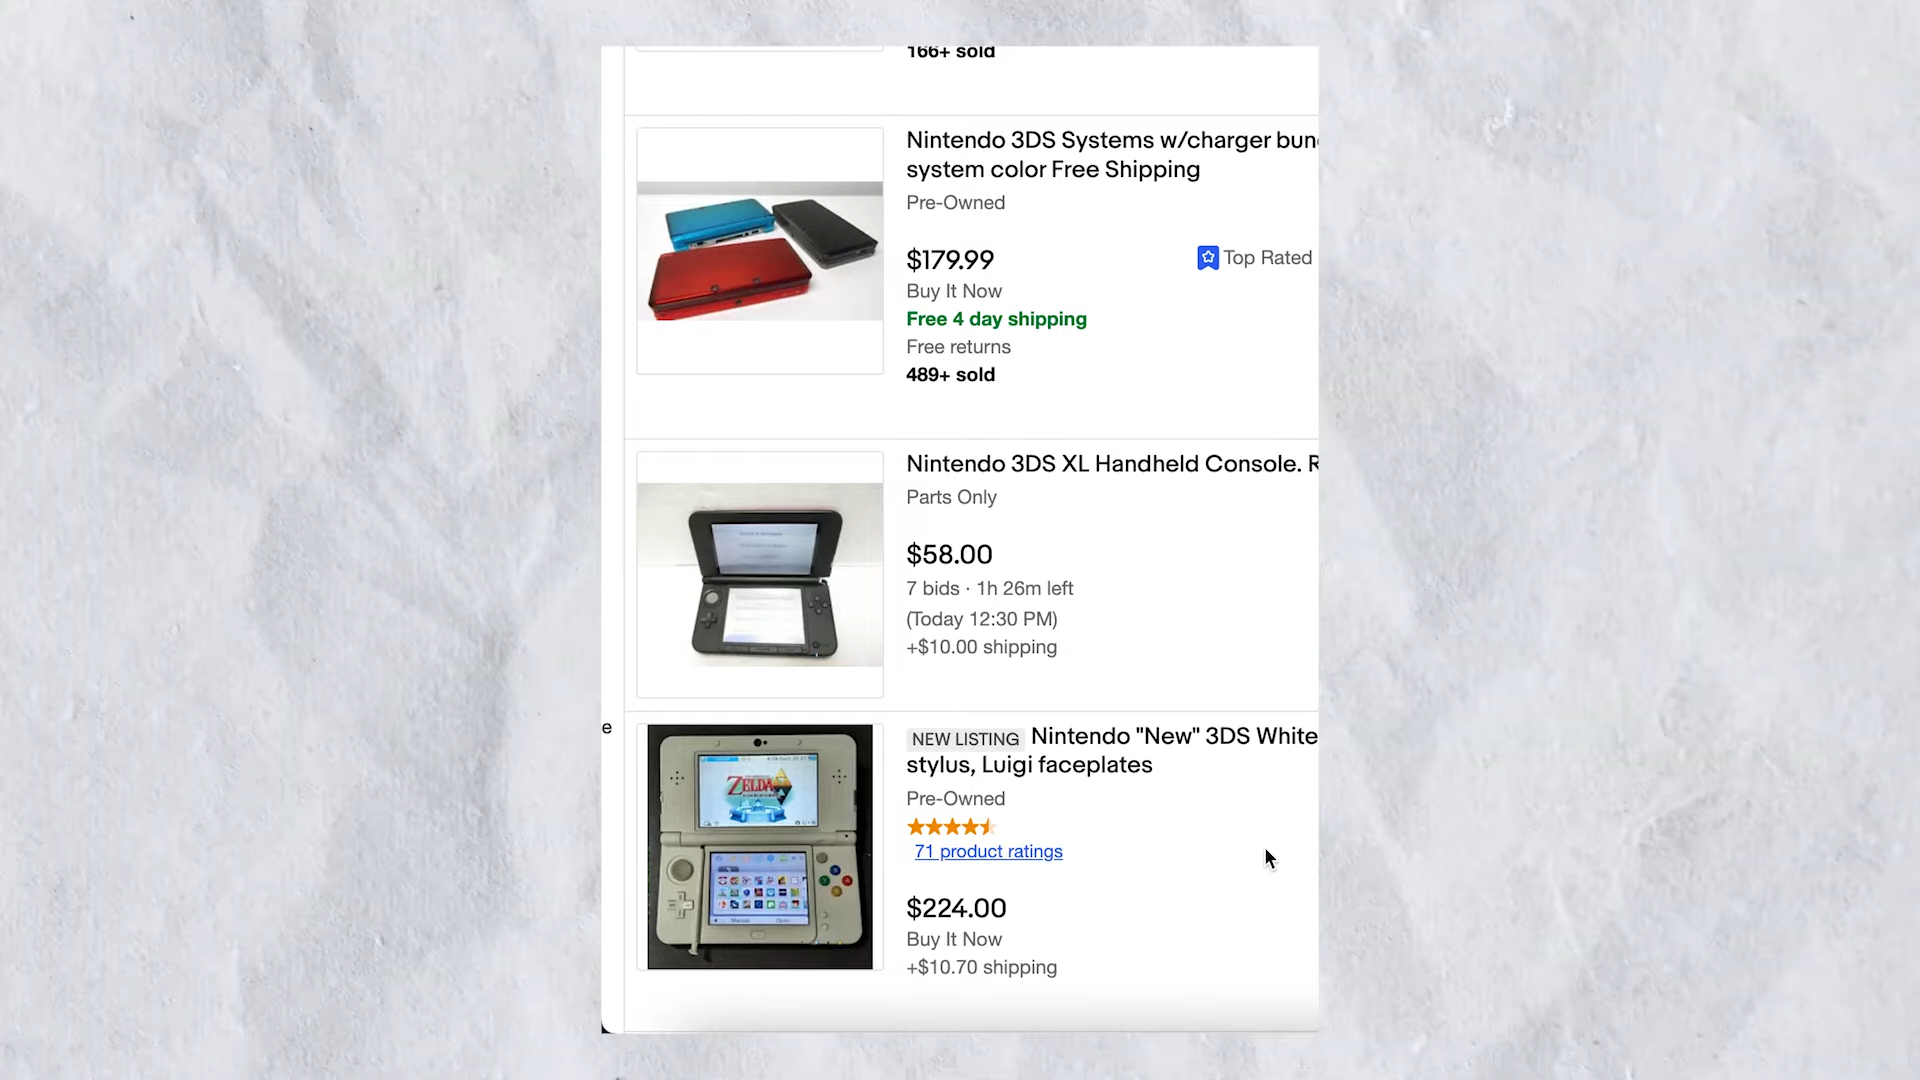 166+ sold
Nintendo 3DS Systems w/charger bun
system color Free Shipping
Pre-Owned
$179.99
Top Rated
Buy It Now
Free 4 day shipping
Free returns
489+ sold
Nintendo 3DS XL Handheld Console. R
Parts Only
$58.00
7 bids · 1h 26m left
(Today 12:30 PM)
+$10.00 shipping
e
NEW LISTING Nintendo "New" 3DS White
stylus, Luigi faceplates
Pre-Owned
71 product ratings
$224.00
Buy It Now
+$10.70 shipping
ZELDA
Manual
Open